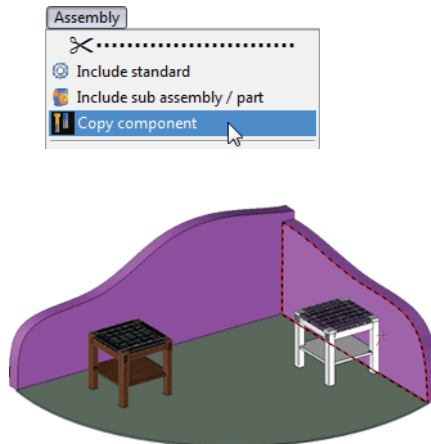 Assembly
Include standard
Include sub assembly / part
Copy component